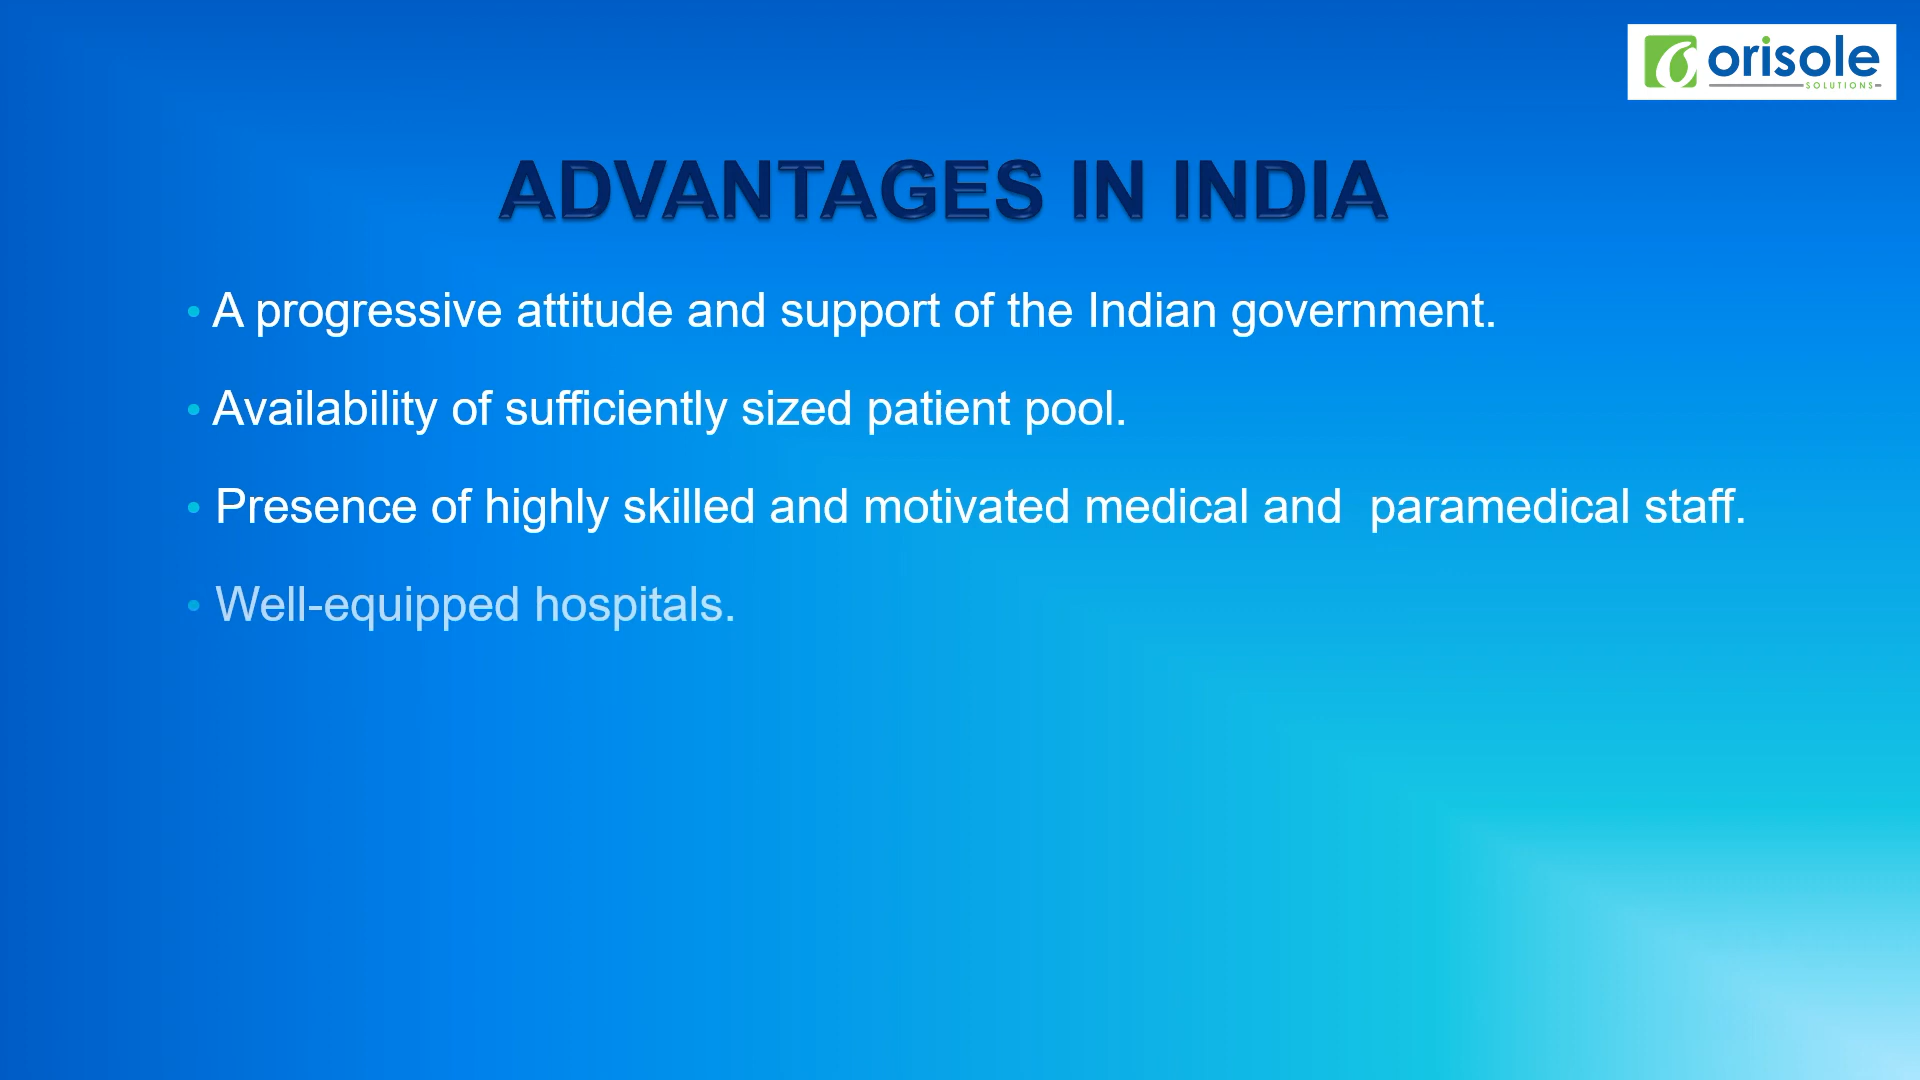 orisole
SOLUTIONS
ADVANTAGES IN INDIA
• A progressive attitude and support of the Indian government.
• Availability of sufficiently sized patient pool.
• Presence of highly skilled and motivated medical and  paramedical staff.
• Well-equipped hospitals.